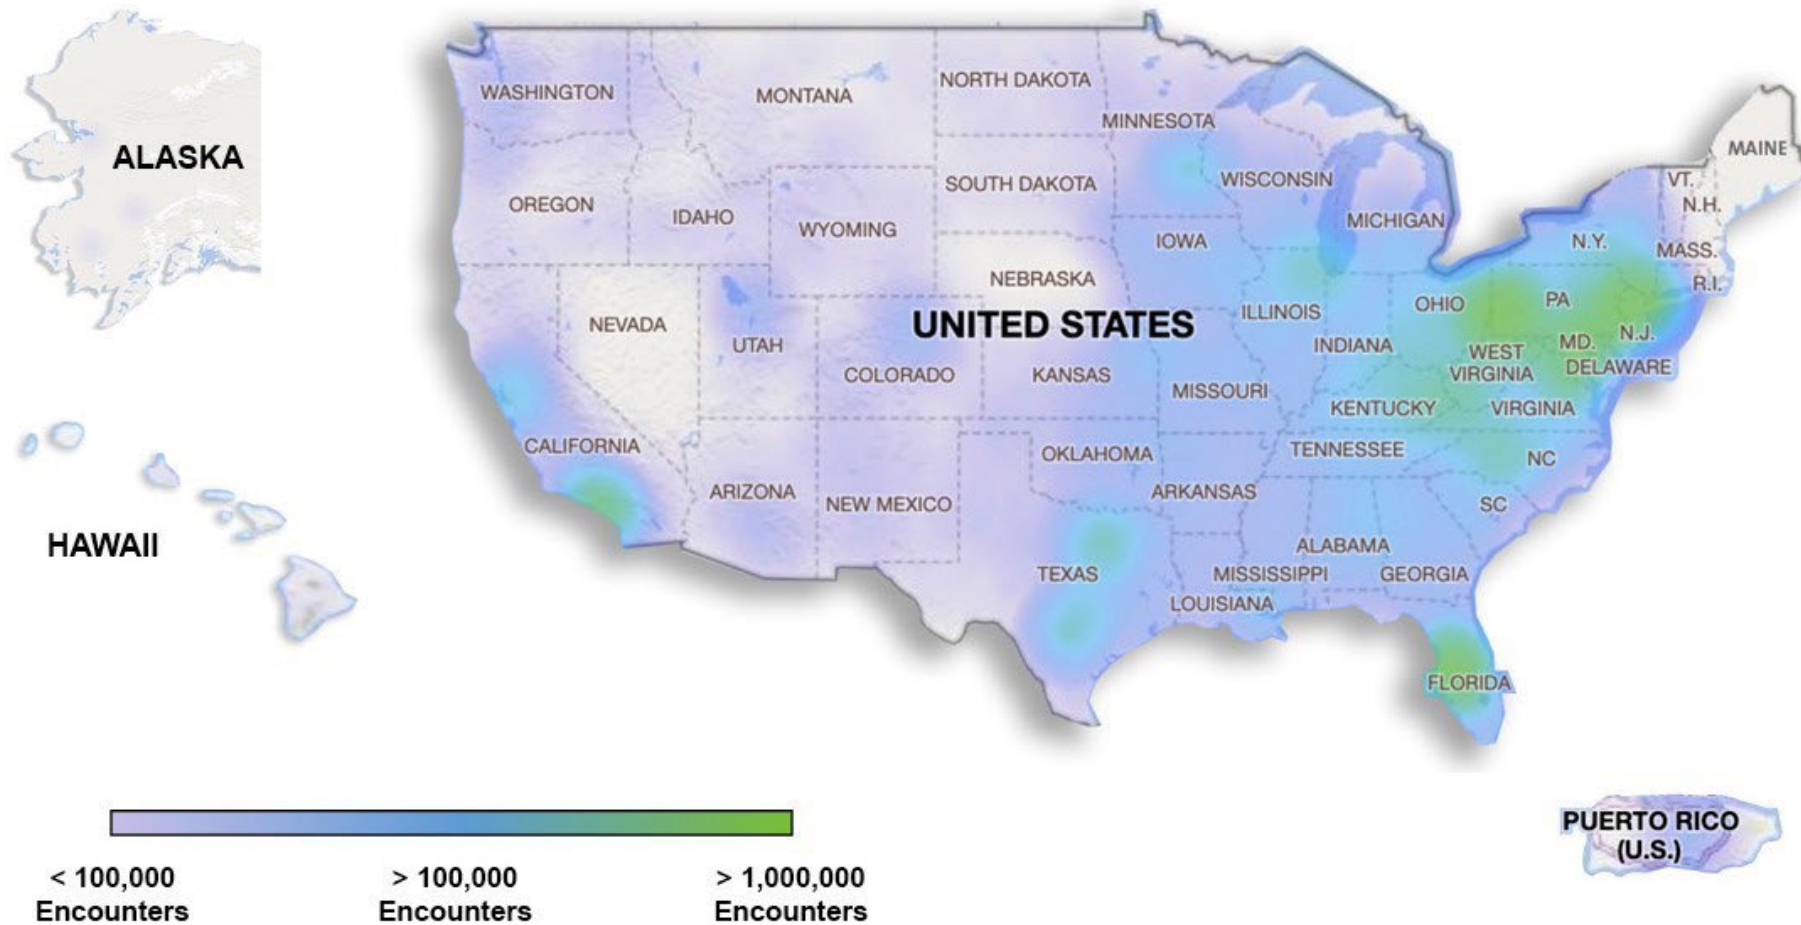 ALASKA
HAWAII
WASHINGTON
MONTANA
NORTH DAKOTA
MINNESOTA
MAINE
OREGON
IDAHO
WYOMING
SOUTH DAKOTA
WISCONSIN
MICHIGAN
VT.
N.H.
N.Y.
MASS.
R.I.
IOWA
NEBRASKA
NEVADA
UTAH
UNITED STATES
ILLINOIS
OHIO
PA
N.J.
MD.
DELAWARE
INDIANA
WEST
VIRGINIA
COLORADO
KANSAS
MISSOURI
KENTUCKY
VIRGINIA
CALIFORNIA
OKLAHOMA
TENNESSEE
NC
ARIZONA
NEW MEXICO
ARKANSAS
SC
ALABAMA
TEXAS
MISSISSIPPI
GEORGIA
LOUISIANA
FLORIDA
PUERTO RICO
(U.S.)
< 100,000
Encounters
> 100,000
Encounters
> 1,000,000
Encounters